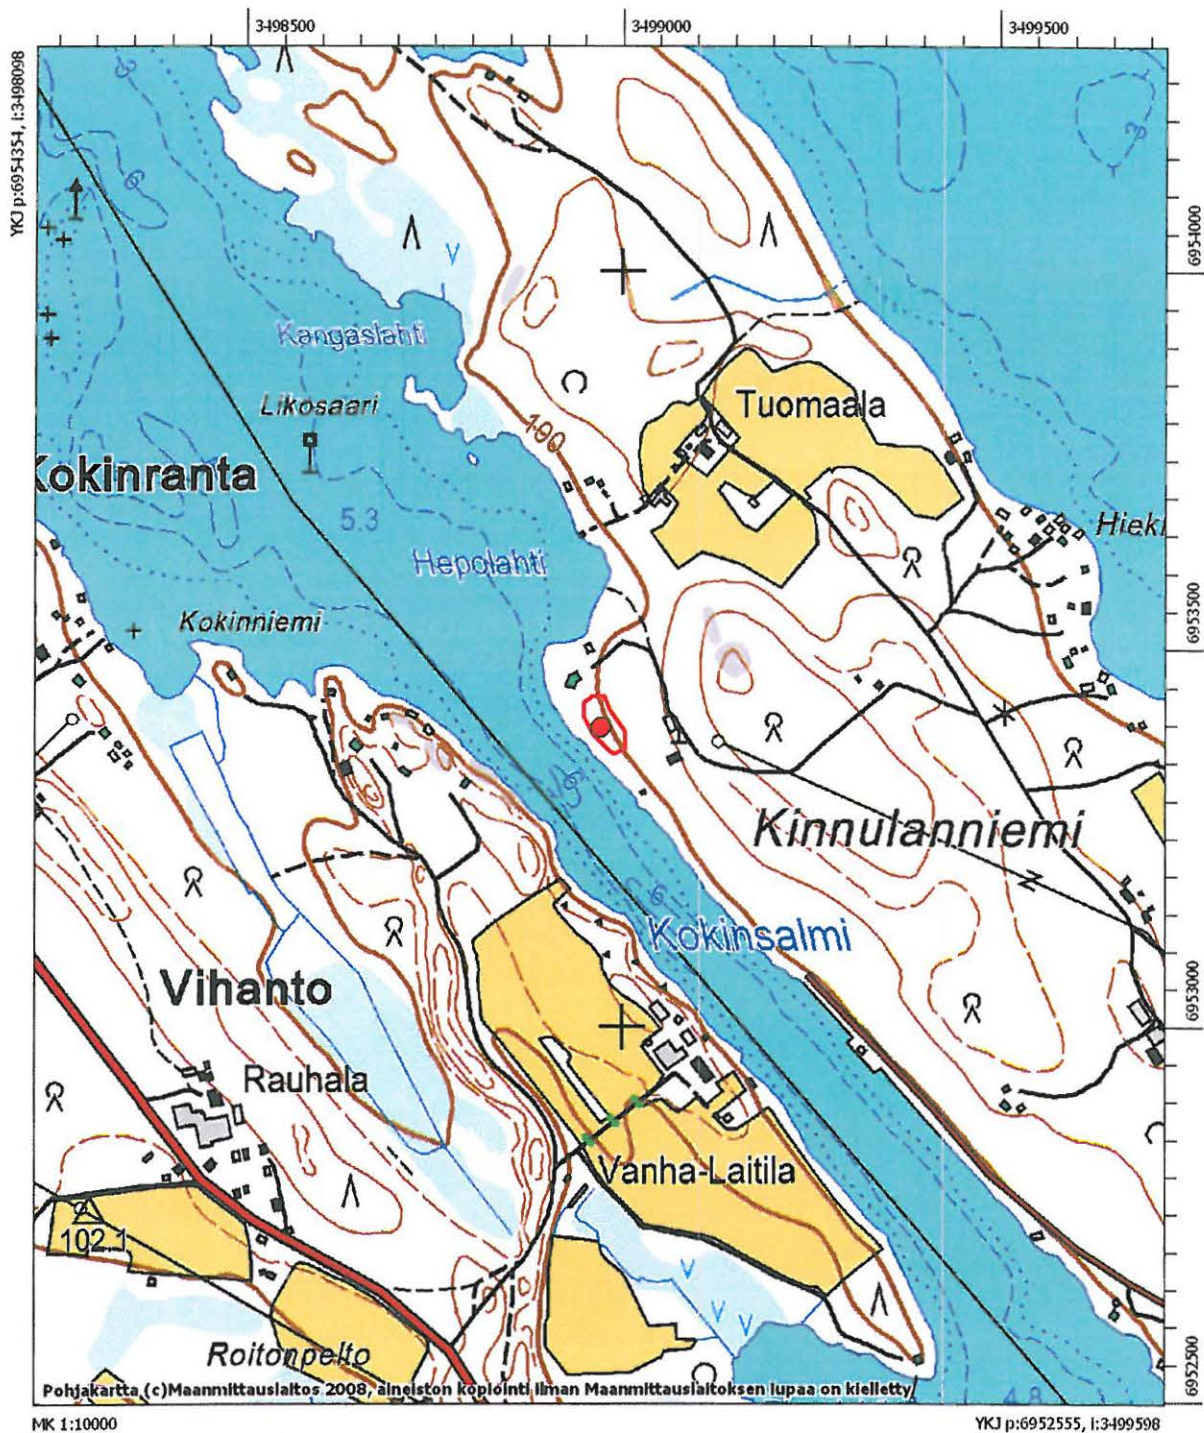 3498500
3499000
3499500
YKJ p:6954354, I:3498098
6954000
Kangaslahti
Likosaari
100
Tuomaala
Kokinranta
5.3
Hepolahti
Hieki
Kokinniemi
6953500
Kinnulanniemi
6
Kokinsalmi
Vihanto
6953000
Rauhala
Vanha-Laitila
102.1
Roitonpelto
6952500
4.8
Pohjakartta (c)Maanmittauslaitos 2008, aineiston kopiointi ilman Maanmittauslaitoksen lupaa on kielletty
MK 1:10000
YKJ p:6952555, I:3499598